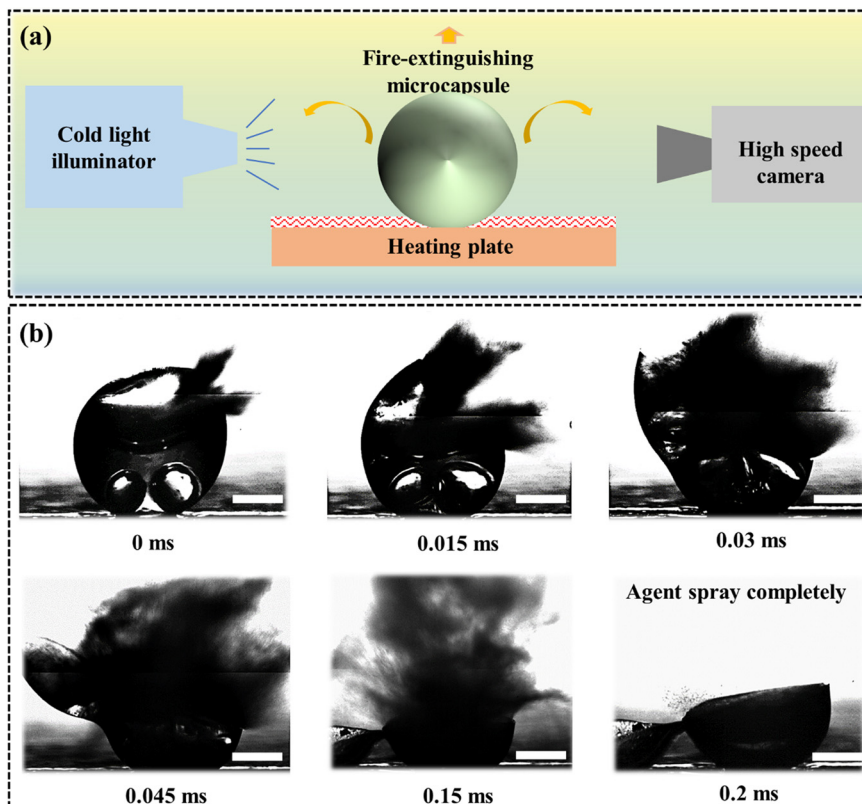 (a)
Fire-extinguishing
microcapsule
Cold light
illuminator
High speed
camera
Heating plate
(b)
0 ms
0.015 ms
0.03 ms
Agent spray completely
0.045 ms
0.15 ms
0.2 ms